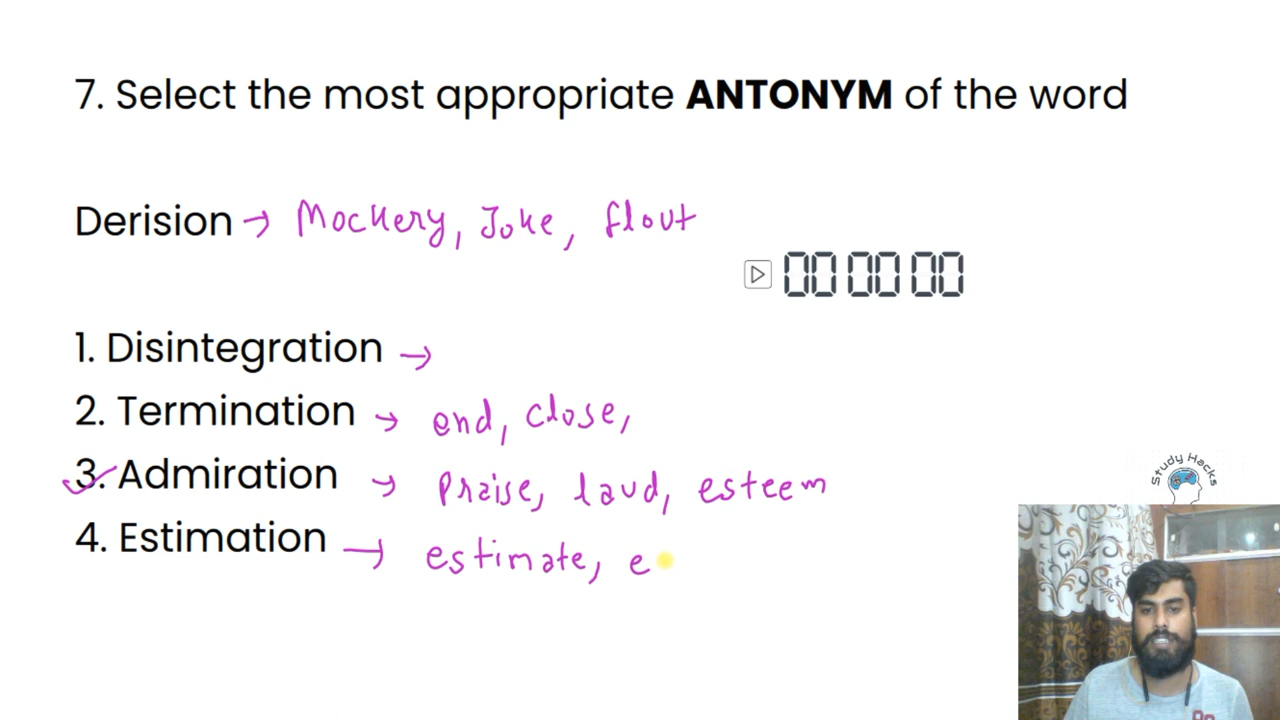 7. Select the most appropriate ANTONYM of the word
Derision → Mockery, Joke, flout
00 00 00
1. Disintegration →
2. Termination → end, close,
3. Admiration → Praise, laud, esteem
4. Estimation → estimate, e
Study Hacks